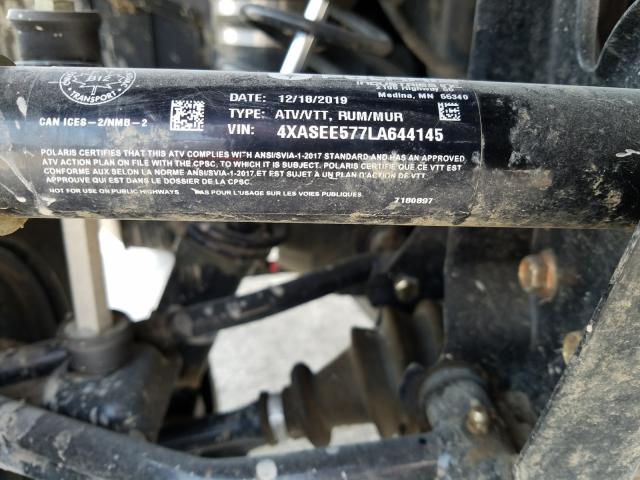 Medina, MN 55340
B12
TRANSPORT
CAN ICES-2/NMB-2
DATE: 12/18/2019
TYPE: ATV/VTT, RUM/MUR
VIN: 4XASEE577LA644145
POLARIS CERTIFIES THAT THIS ATV COMPLIES WITH ANSI/SVIA-1-2017 STANDARD AND HAS AN APPROVED
ATV ACTION PLAN ON FILE WITH THE CPSC, TO WHICH IT IS SUBJECT. POLARIS CERTIFIE QUE CE VTT EST
CONFORME AUX SELON LA NORME ANSI/SVIA-1-2017,ET EST SUJET À UN PLAN D'ACTION DE VTT
APPROUVÉ QUI EST DANS LE DOSSIER DE LA CPSC.
NOT FOR USE ON PUBLIC HIGHWAYS PAS POUR L'USAGE SUR LES VOIES PUBLIQUES
7180897